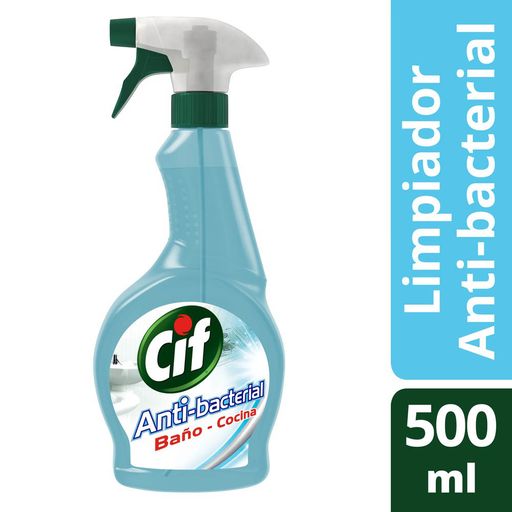 Cif
Anti-bacterial
Baño - Cocina
Limpiador
Anti-bacterial
500
ml